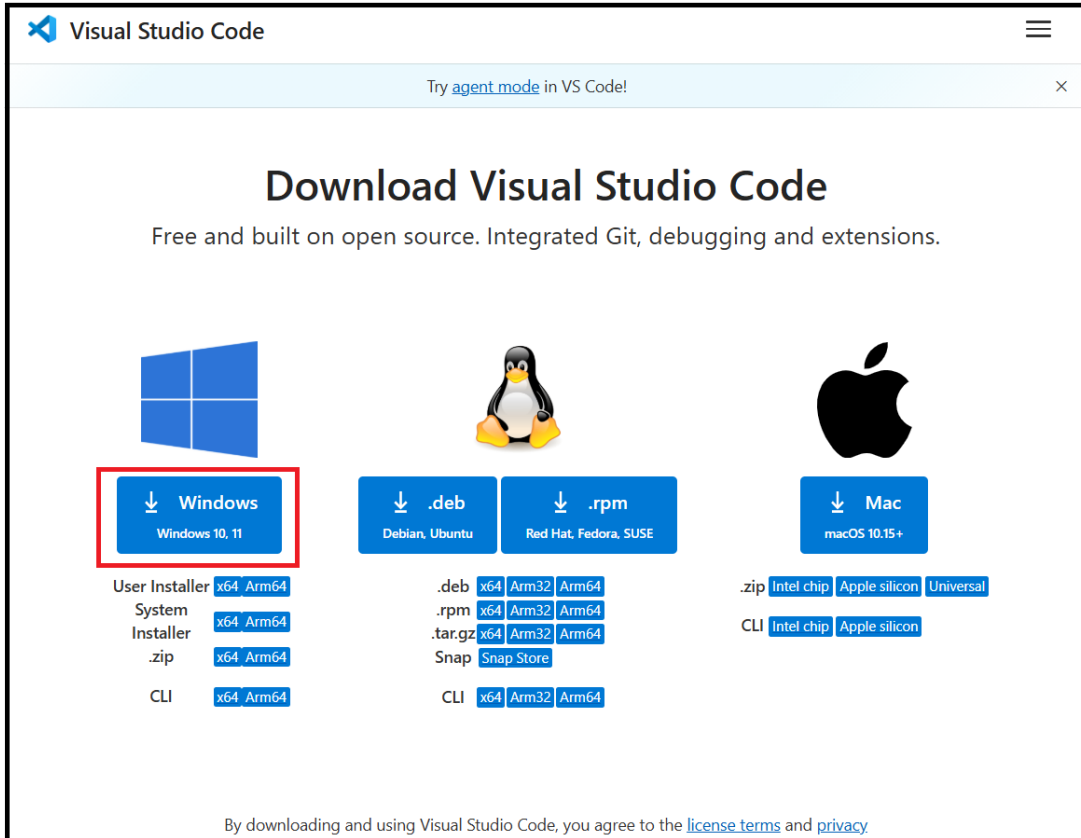 Visual Studio Code
Try agent mode in VS Code!
Download Visual Studio Code
Free and built on open source. Integrated Git, debugging and extensions.
Windows
Windows 10, 11
User Installer x64 Arm64
System
Installer x64 Arm64
.zip x64 Arm64
CLI x64 Arm64
.deb
Debian, Ubuntu
.rpm
Red Hat, Fedora, SUSE
.deb x64 Arm32 Arm64
.rpm x64 Arm32 Arm64
.tar.gz x64 Arm32 Arm64
Snap Snap Store
CLI x64 Arm32 Arm64
Mac
macOS 10.15+
.zip Intel chip Apple silicon Universal
CLI Intel chip Apple silicon
By downloading and using Visual Studio Code, you agree to the license terms and privacy